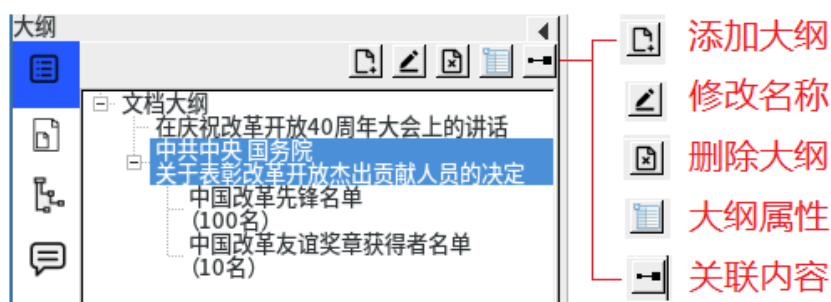 大纲
添加大纲
修改名称
删除大纲
大纲属性
关联内容
文档大纲
在庆祝改革开放40周年大会上的讲话
中共中央 国务院
关于表彰改革开放杰出贡献人员的决定
中国改革先锋名单
(100名)
中国改革友谊奖章获得者名单
(10名)